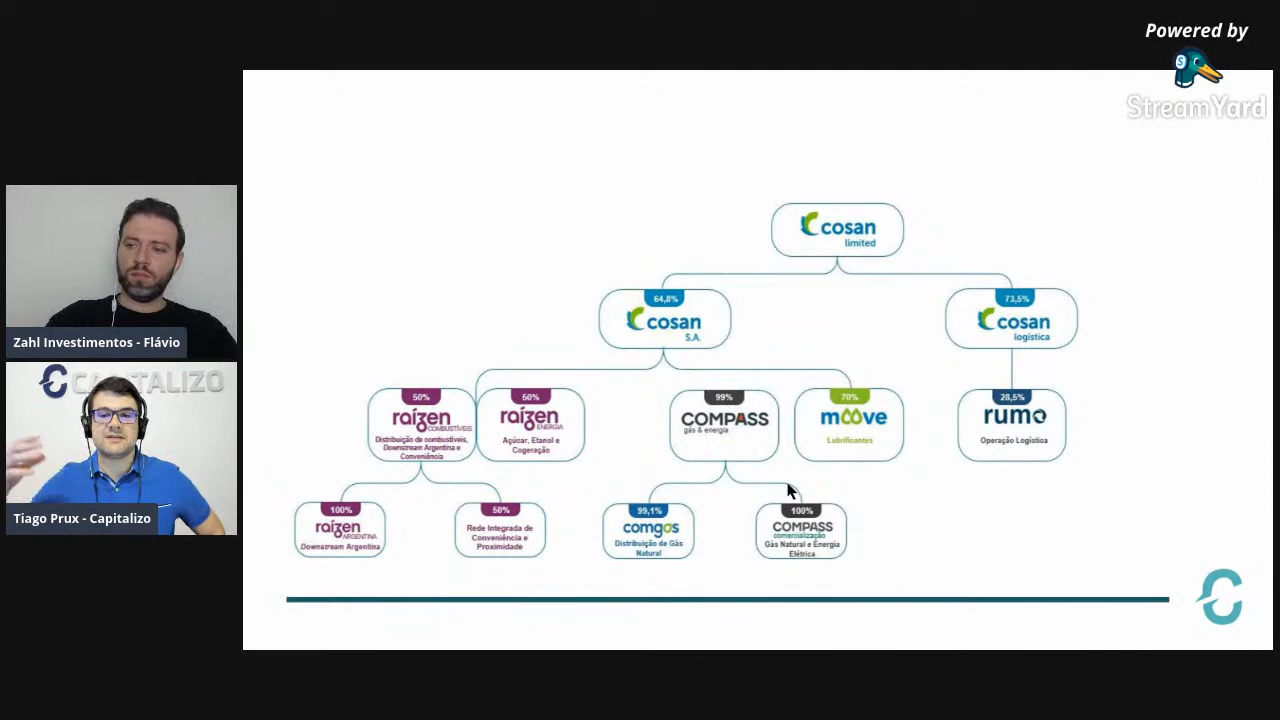 Powered by
StreamYard
CAPITALIZO
Zahl Investimentos - Flávio
Tiago Prux - Capitalizo
cosan
limited
64,8%
cosan
S.A.
73,5%
cosan
logística
50%
raízen
COMBUSTÍVEIS
Distribuição de combustíveis,
Downstream Argentina e
Conveniência
50%
raízen
ENERGIA
Açúcar, Etanol e
Cogeração
99%
COMPASS
gás & energia
70%
moove
Lubrificantes
28,5%
rumo
Operação Logística
100%
raízen
ARGENTINA
Downstream Argentina
50%
Rede Integrada de
Conveniência e
Proximidade
99,1%
comgas
Distribuição de Gás
Natural
100%
COMPASS
comercialização
Gás Natural e Energia
Elétrica